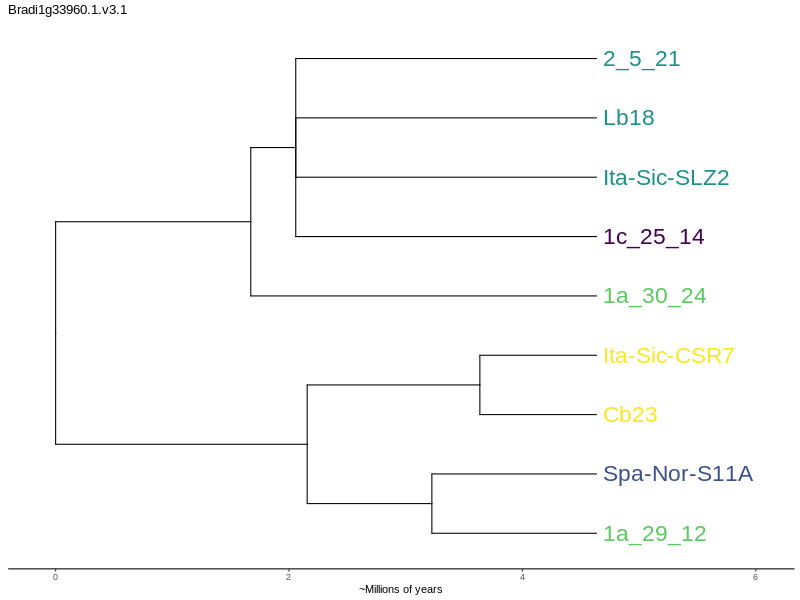 Bradi1g33960.1.v3.1
2_5_21
Lb18
Ita-Sic-SLZ2
1c_25_14
1a_30_24
Ita-Sic-CSR7
Cb23
Spa-Nor-S11A
1a_29_12
0 2 4 6
~Millions of years